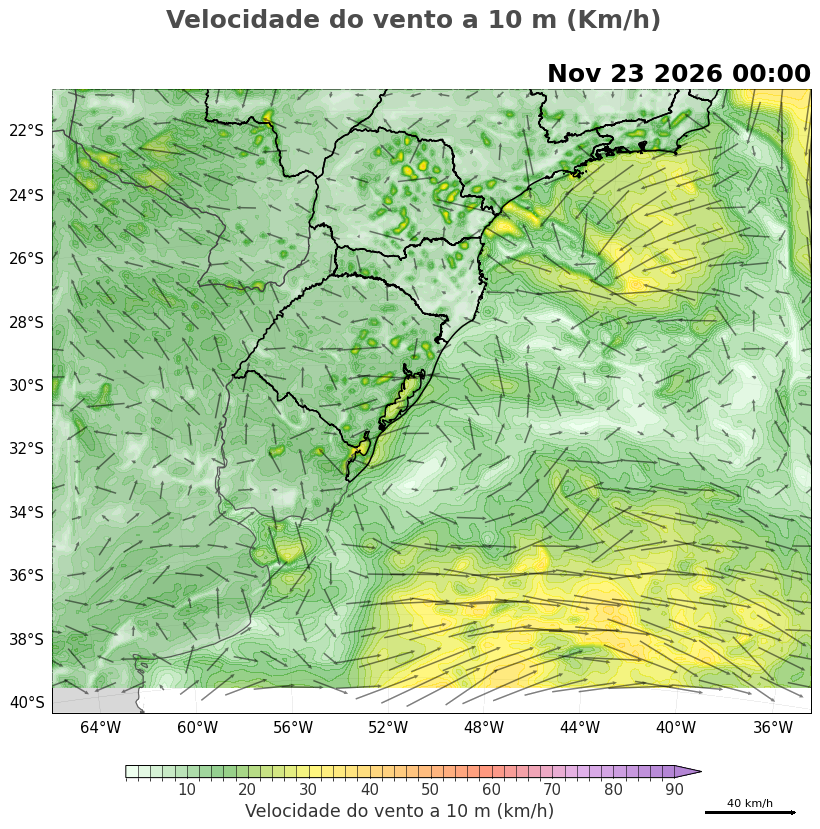 Velocidade do vento a 10 m (Km/h)
Nov 23 2026 00:00
22°S
24°S
26°S
28°S
30°S
32°S
34°S
36°S
38°S
40°S
64°W 60°W 56°W 52°W 48°W 44°W 40°W 36°W
10 20 30 40 50 60 70 80 90
Velocidade do vento a 10 m (km/h)
40 km/h